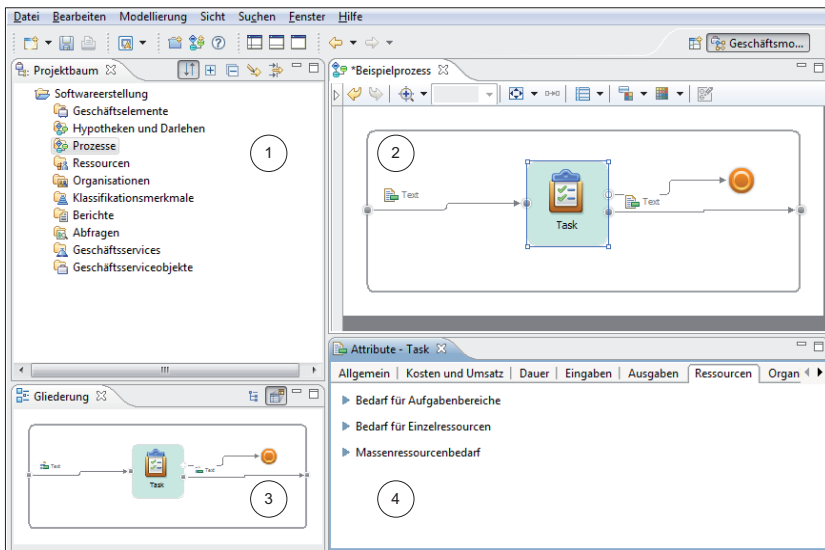 Datei Bearbeiten Modellierung Sicht Suchen Fenster Hilfe
Geschäftsmo...
Projektbaum
Softwareerstellung
Geschäftselemente
Hypotheken und Darlehen
Prozesse
Ressourcen
Organisationen
Klassifikationsmerkmale
Berichte
Abfragen
Geschäftsservices
Geschäftsserviceobjekte
1
*Beispielprozess
2
Text
Task
Text
Gliederung
Text
Task
Text
3
Attribute - Task
Allgemein Kosten und Umsatz Dauer Eingaben Ausgaben Ressourcen Organ
Bedarf für Aufgabenbereiche
Bedarf für Einzelressourcen
Massenressourcenbedarf
4